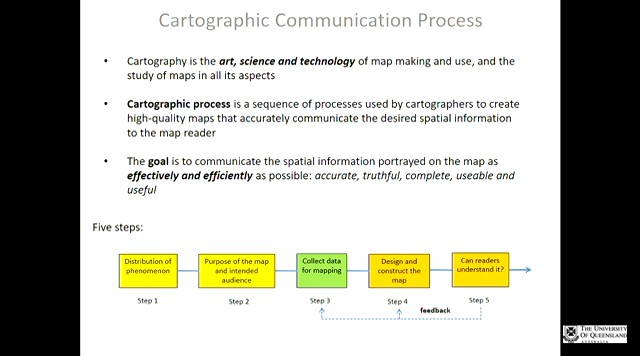 Cartographic Communication Process
• Cartography is the art, science and technology of map making and use, and the
study of maps in all its aspects
• Cartographic process is a sequence of processes used by cartographers to create
high-quality maps that accurately communicate the desired spatial information
to the map reader
• The goal is to communicate the spatial information portrayed on the map as
effectively and efficiently as possible: accurate, truthful, complete, useable and
useful
Five steps:
Distribution of
phenomenon
Purpose of the map
and intended
audience
Collect data
for mapping
Design and
construct the
map
Can readers
understand it?
Step 1
Step 2
Step 3
Step 4
Step 5
feedback
THE UNIVERSITY
OF QUEENSLAND
AUSTRALIA